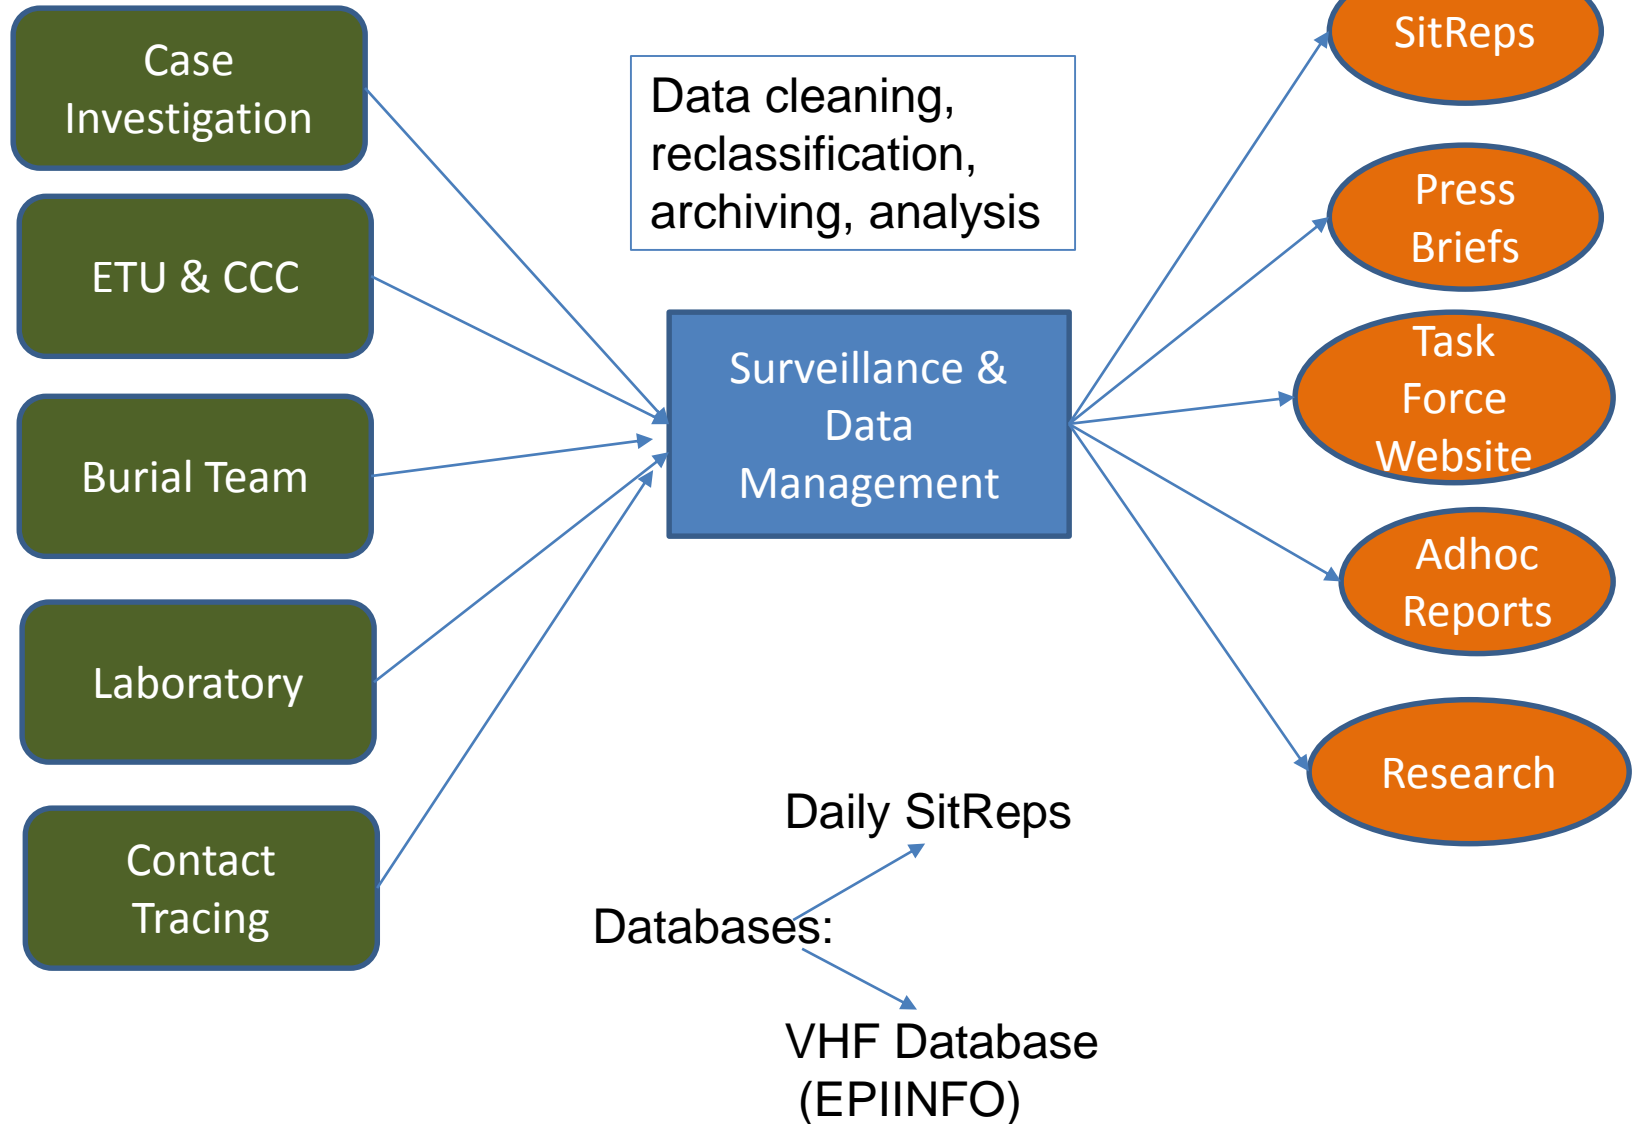 Case
Investigation
ETU & CCC
Burial Team
Laboratory
Contact
Tracing
Data cleaning,
reclassification,
archiving, analysis
Surveillance &
Data
Management
Daily SitReps
Databases:
VHF Database
(EPIINFO)
SitReps
Press
Briefs
Task
Force
Website
Adhoc
Reports
Research